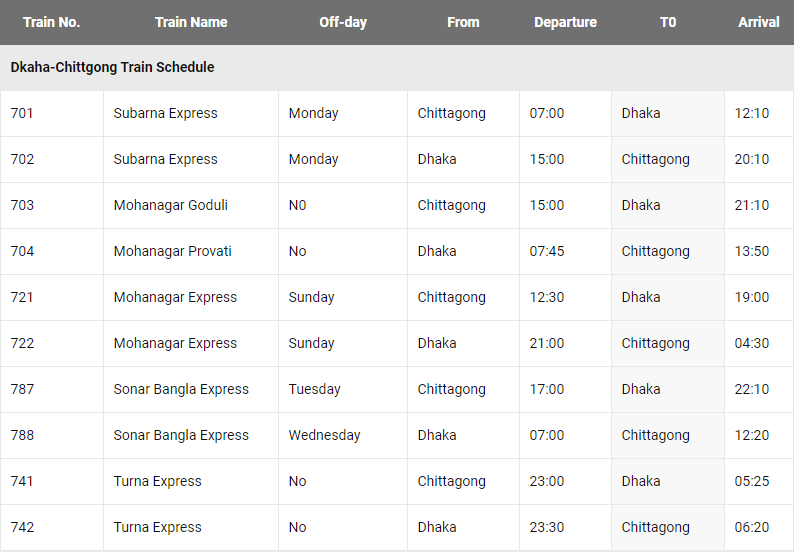 Train No. Train Name Off-day From Departure T0 Arrival
Dkaha-Chittgong Train Schedule
701 Subarna Express Monday Chittagong 07:00 Dhaka 12:10
702 Subarna Express Monday Dhaka 15:00 Chittagong 20:10
703 Mohanagar Goduli N0 Chittagong 15:00 Dhaka 21:10
704 Mohanagar Provati No Dhaka 07:45 Chittagong 13:50
721 Mohanagar Express Sunday Chittagong 12:30 Dhaka 19:00
722 Mohanagar Express Sunday Dhaka 21:00 Chittagong 04:30
787 Sonar Bangla Express Tuesday Chittagong 17:00 Dhaka 22:10
788 Sonar Bangla Express Wednesday Dhaka 07:00 Chittagong 12:20
741 Turna Express No Chittagong 23:00 Dhaka 05:25
742 Turna Express No Dhaka 23:30 Chittagong 06:20